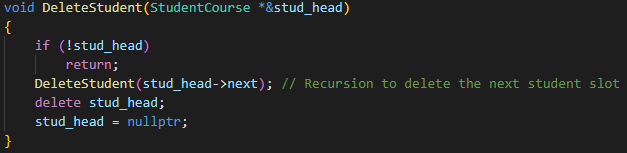 void DeleteStudent(StudentCourse *&stud_head)
{
    if (!stud_head)
        return;
    DeleteStudent(stud_head->next); // Recursion to delete the next student slot
    delete stud_head;
    stud_head = nullptr;
}